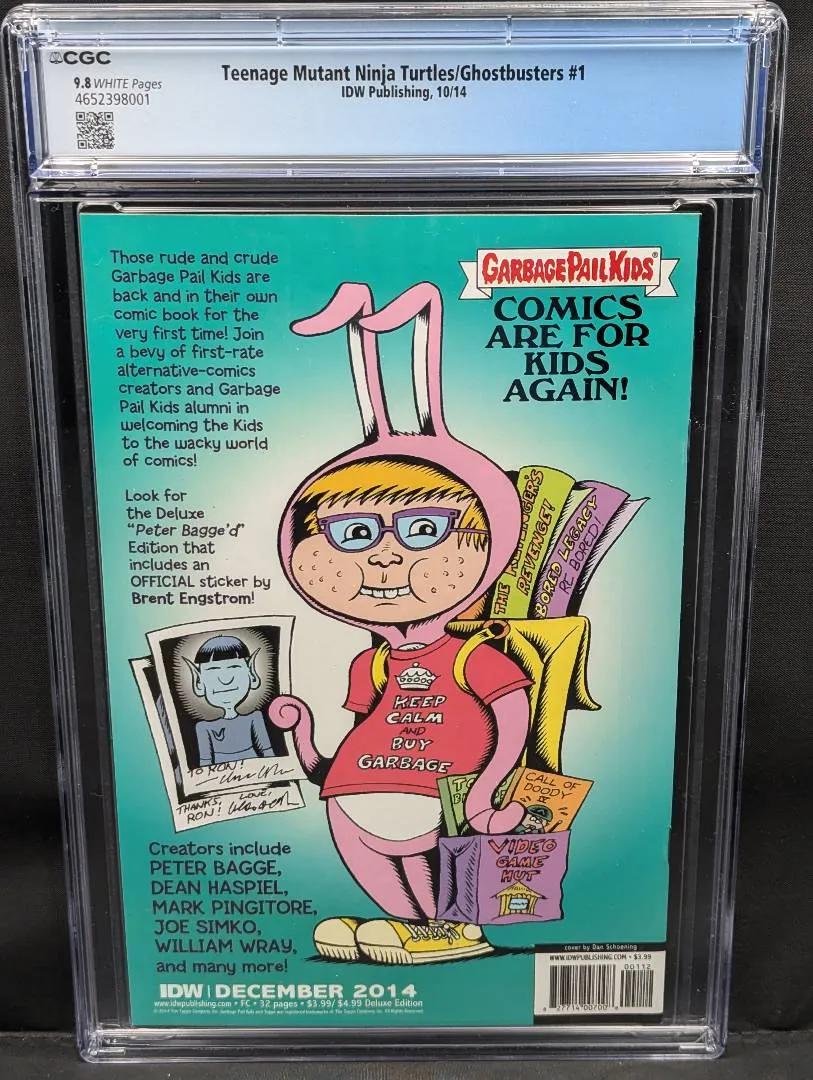 CGC
9.8 WHITE Pages
4652398001
Teenage Mutant Ninja Turtles/Ghostbusters #1
IDW Publishing, 10/14
Those rude and crude
Garbage Pail Kids are
back and in their own
comic book for the
very first time! Join
a bevy of first-rate
alternative-comics
creators and Garbage
Pail Kids alumni in
welcoming the Kids
to the wacky world
of comics!
Look for
the Deluxe
"Peter Bagge'd"
Edition that
includes an
OFFICIAL sticker by
Brent Engstrom!
GARBAGE PAIL KIDS®
COMICS
ARE FOR
KIDS
AGAIN!
REVENGE!
BORED LEGACY
KEEP
CALM
AND
BUY
GARBAGE
TO RON!
THANKS,
RON! LOVE,
CALL OF
DOODY
VIDEO
GAME
HUT
Creators include
PETER BAGGE,
DEAN HASPIEL,
MARK PINGITORE,
JOE SIMKO,
WILLIAM WRAY,
and many more!
IDW | DECEMBER 2014
www.idwpublishing.com • FC • 32 pages • $3.99/ $4.99 Deluxe Edition
cover by Dan Schoening
WWW.IDWPUBLISHING.COM • $3.99
00112